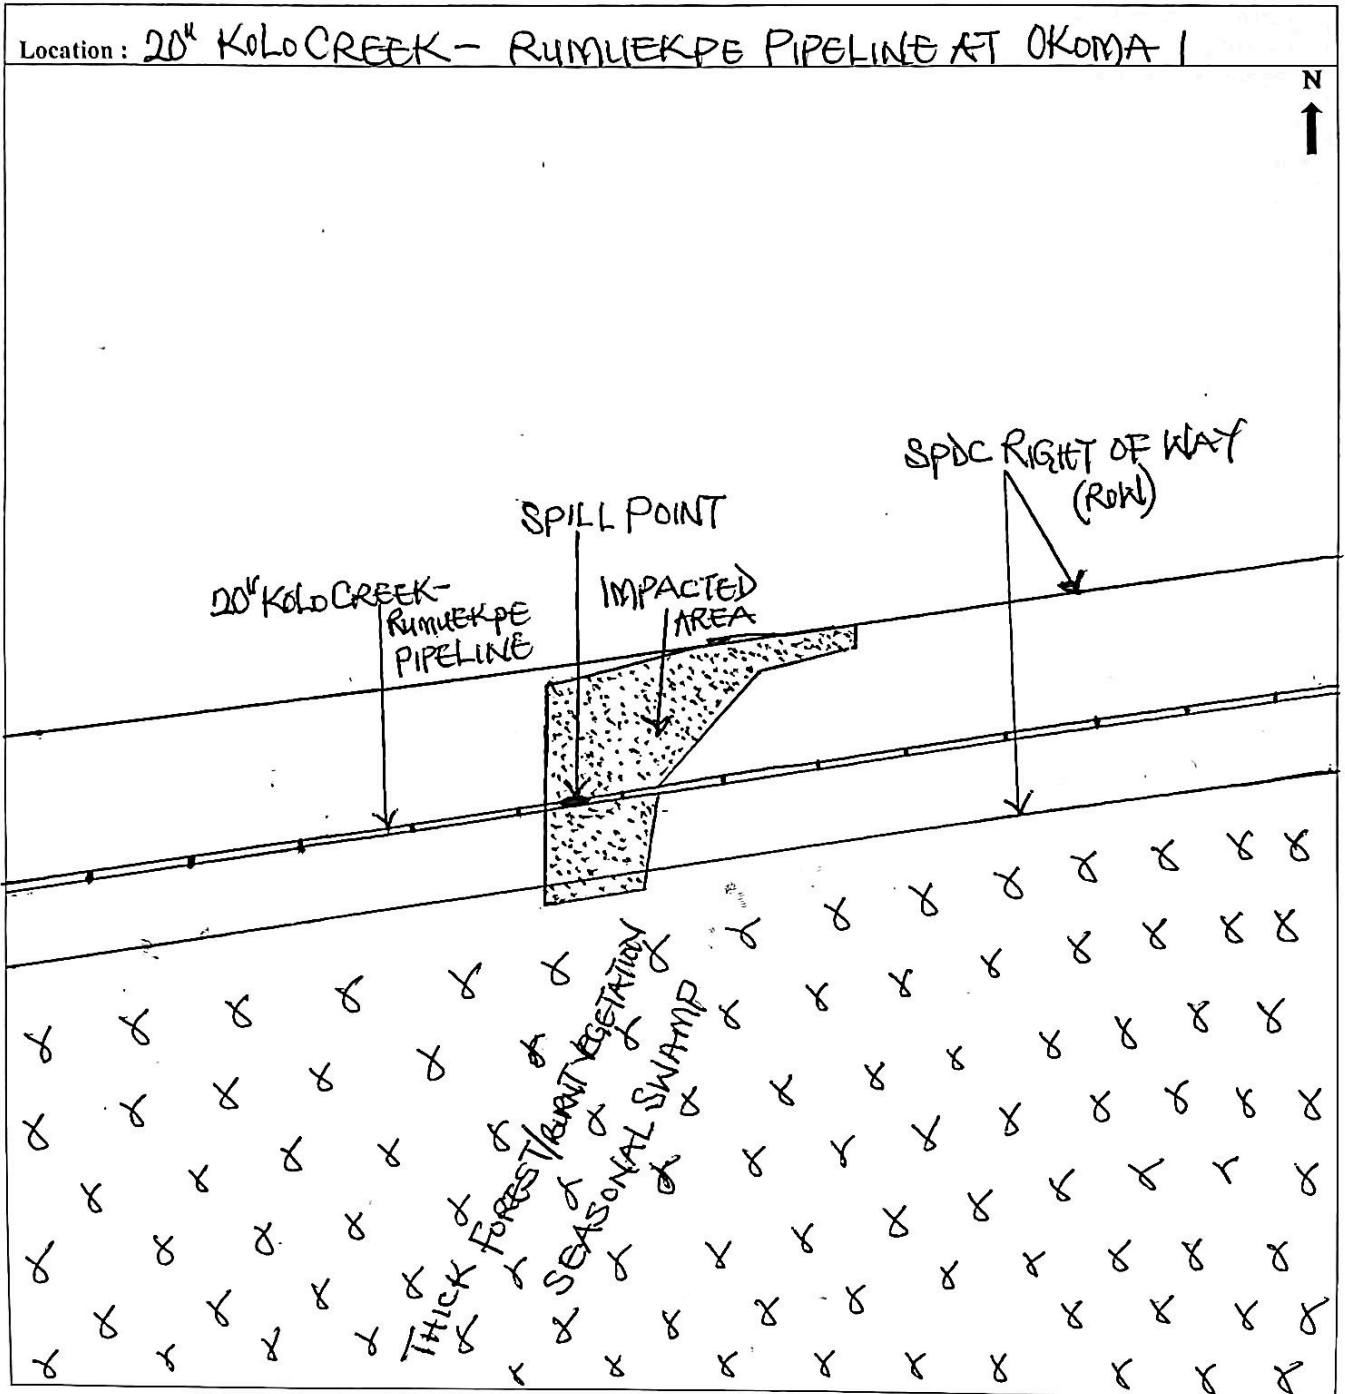 Location : 20" KOLO CREEK - RUMUEKPE PIPELINE AT OKOMA 1
N
SPDC RIGHT OF WAY
(ROW)
SPILL POINT
20" KOLO CREEK-
RUMUEKPE
PIPELINE
IMPACTED
AREA
THICK FOREST/BURNT VEGETATION
SEASONAL SWAMP